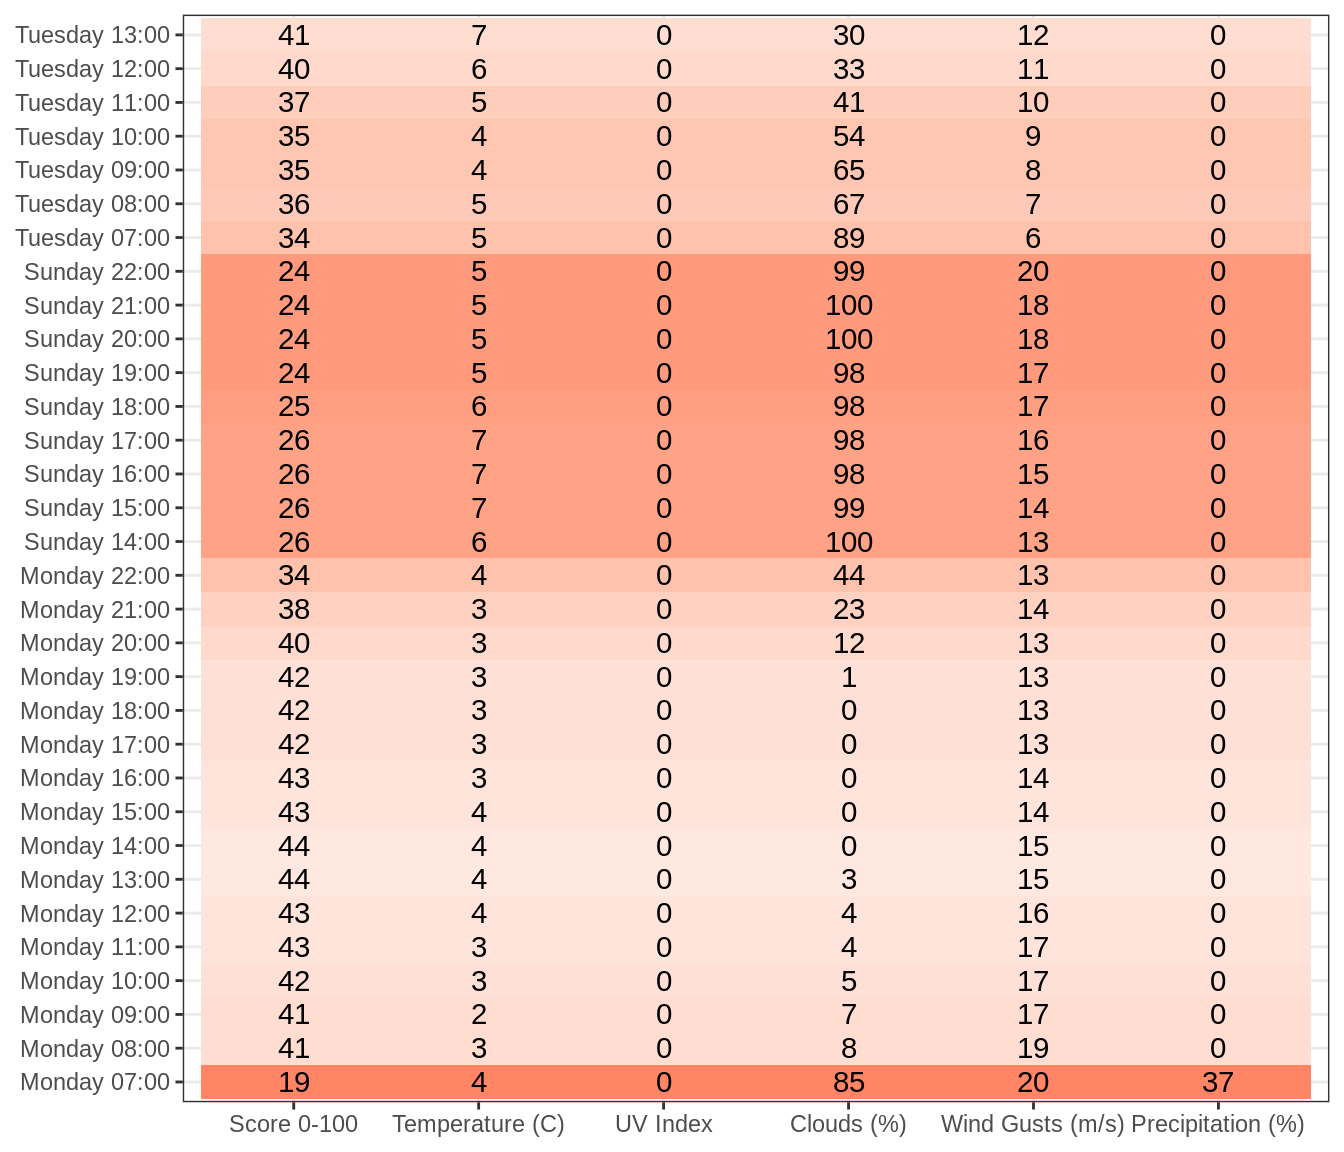 Tuesday 13:00 41 7 0 30 12 0
Tuesday 12:00 40 6 0 33 11 0
Tuesday 11:00 37 5 0 41 10 0
Tuesday 10:00 35 4 0 54 9 0
Tuesday 09:00 35 4 0 65 8 0
Tuesday 08:00 36 5 0 67 7 0
Tuesday 07:00 34 5 0 89 6 0
Sunday 22:00 24 5 0 99 20 0
Sunday 21:00 24 5 0 100 18 0
Sunday 20:00 24 5 0 100 18 0
Sunday 19:00 24 5 0 98 17 0
Sunday 18:00 25 6 0 98 17 0
Sunday 17:00 26 7 0 98 16 0
Sunday 16:00 26 7 0 98 15 0
Sunday 15:00 26 7 0 99 14 0
Sunday 14:00 26 6 0 100 13 0
Monday 22:00 34 4 0 44 13 0
Monday 21:00 38 3 0 23 14 0
Monday 20:00 40 3 0 12 13 0
Monday 19:00 42 3 0 1 13 0
Monday 18:00 42 3 0 0 13 0
Monday 17:00 42 3 0 0 13 0
Monday 16:00 43 3 0 0 14 0
Monday 15:00 43 4 0 0 14 0
Monday 14:00 44 4 0 0 15 0
Monday 13:00 44 4 0 3 15 0
Monday 12:00 43 4 0 4 16 0
Monday 11:00 43 3 0 4 17 0
Monday 10:00 42 3 0 5 17 0
Monday 09:00 41 2 0 7 17 0
Monday 08:00 41 3 0 8 19 0
Monday 07:00 19 4 0 85 20 37
Score 0-100 Temperature (C) UV Index Clouds (%) Wind Gusts (m/s) Precipitation (%)